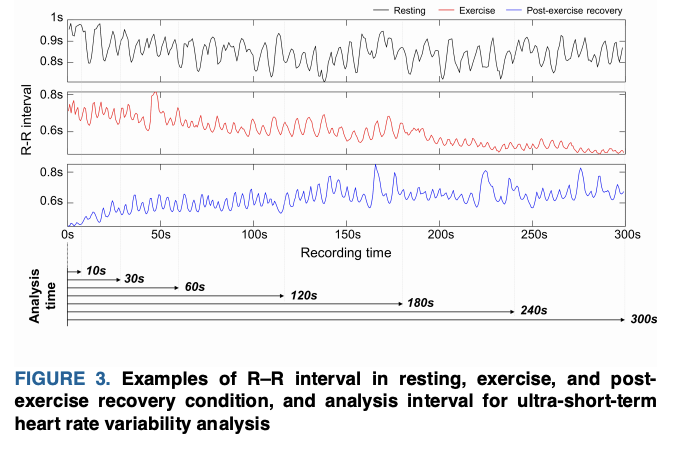 Resting Exercise Post-exercise recovery
1s
0.9s
0.8s
0.8s
0.6s
0.8s
0.6s
R-R interval
0s 50s 100s 150s 200s 250s 300s
Recording time
Analysis
time
10s
30s
60s
120s
180s
240s
300s
FIGURE 3. Examples of R–R interval in resting, exercise, and post-
exercise recovery condition, and analysis interval for ultra-short-term
heart rate variability analysis